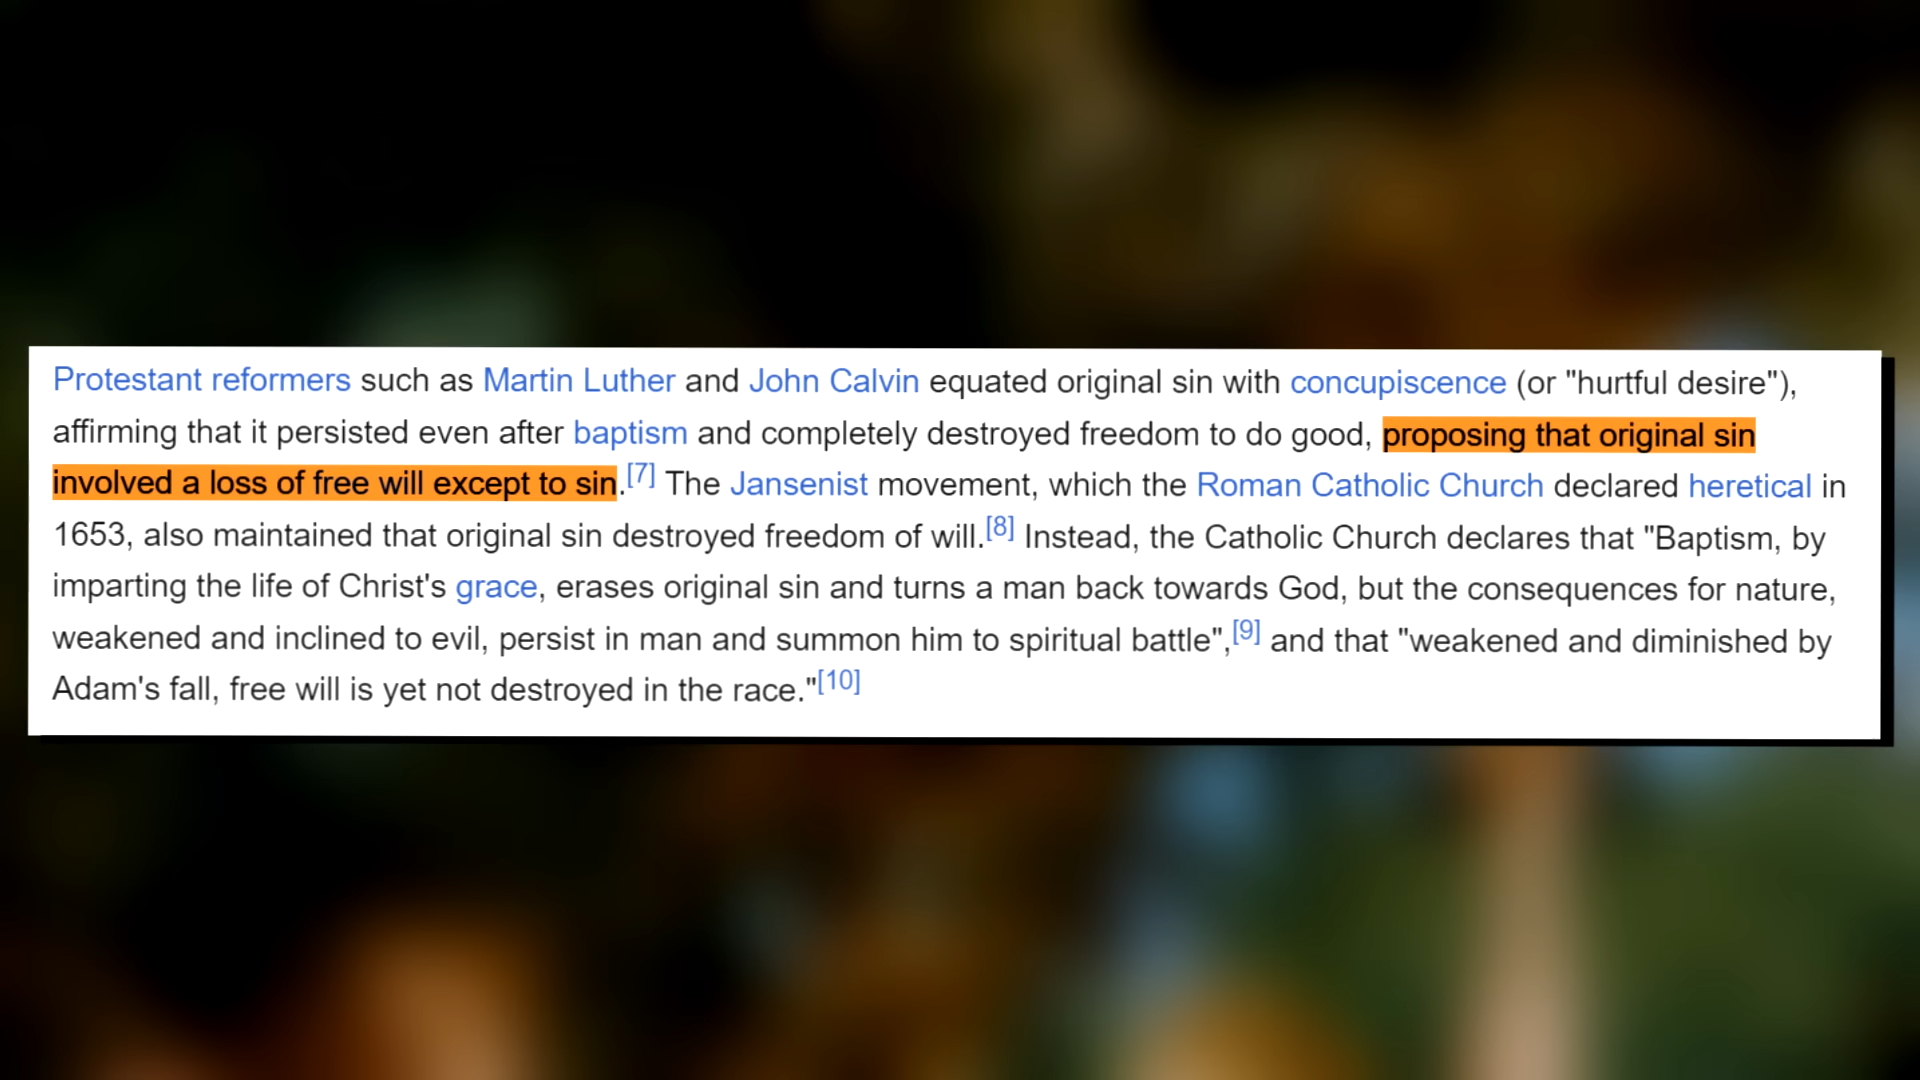 Protestant reformers such as Martin Luther and John Calvin equated original sin with concupiscence (or "hurtful desire"),
affirming that it persisted even after baptism and completely destroyed freedom to do good, proposing that original sin
involved a loss of free will except to sin.[7] The Jansenist movement, which the Roman Catholic Church declared heretical in
1653, also maintained that original sin destroyed freedom of will.[8] Instead, the Catholic Church declares that "Baptism, by
imparting the life of Christ's grace, erases original sin and turns a man back towards God, but the consequences for nature,
weakened and inclined to evil, persist in man and summon him to spiritual battle",[9] and that "weakened and diminished by
Adam's fall, free will is yet not destroyed in the race."[10]